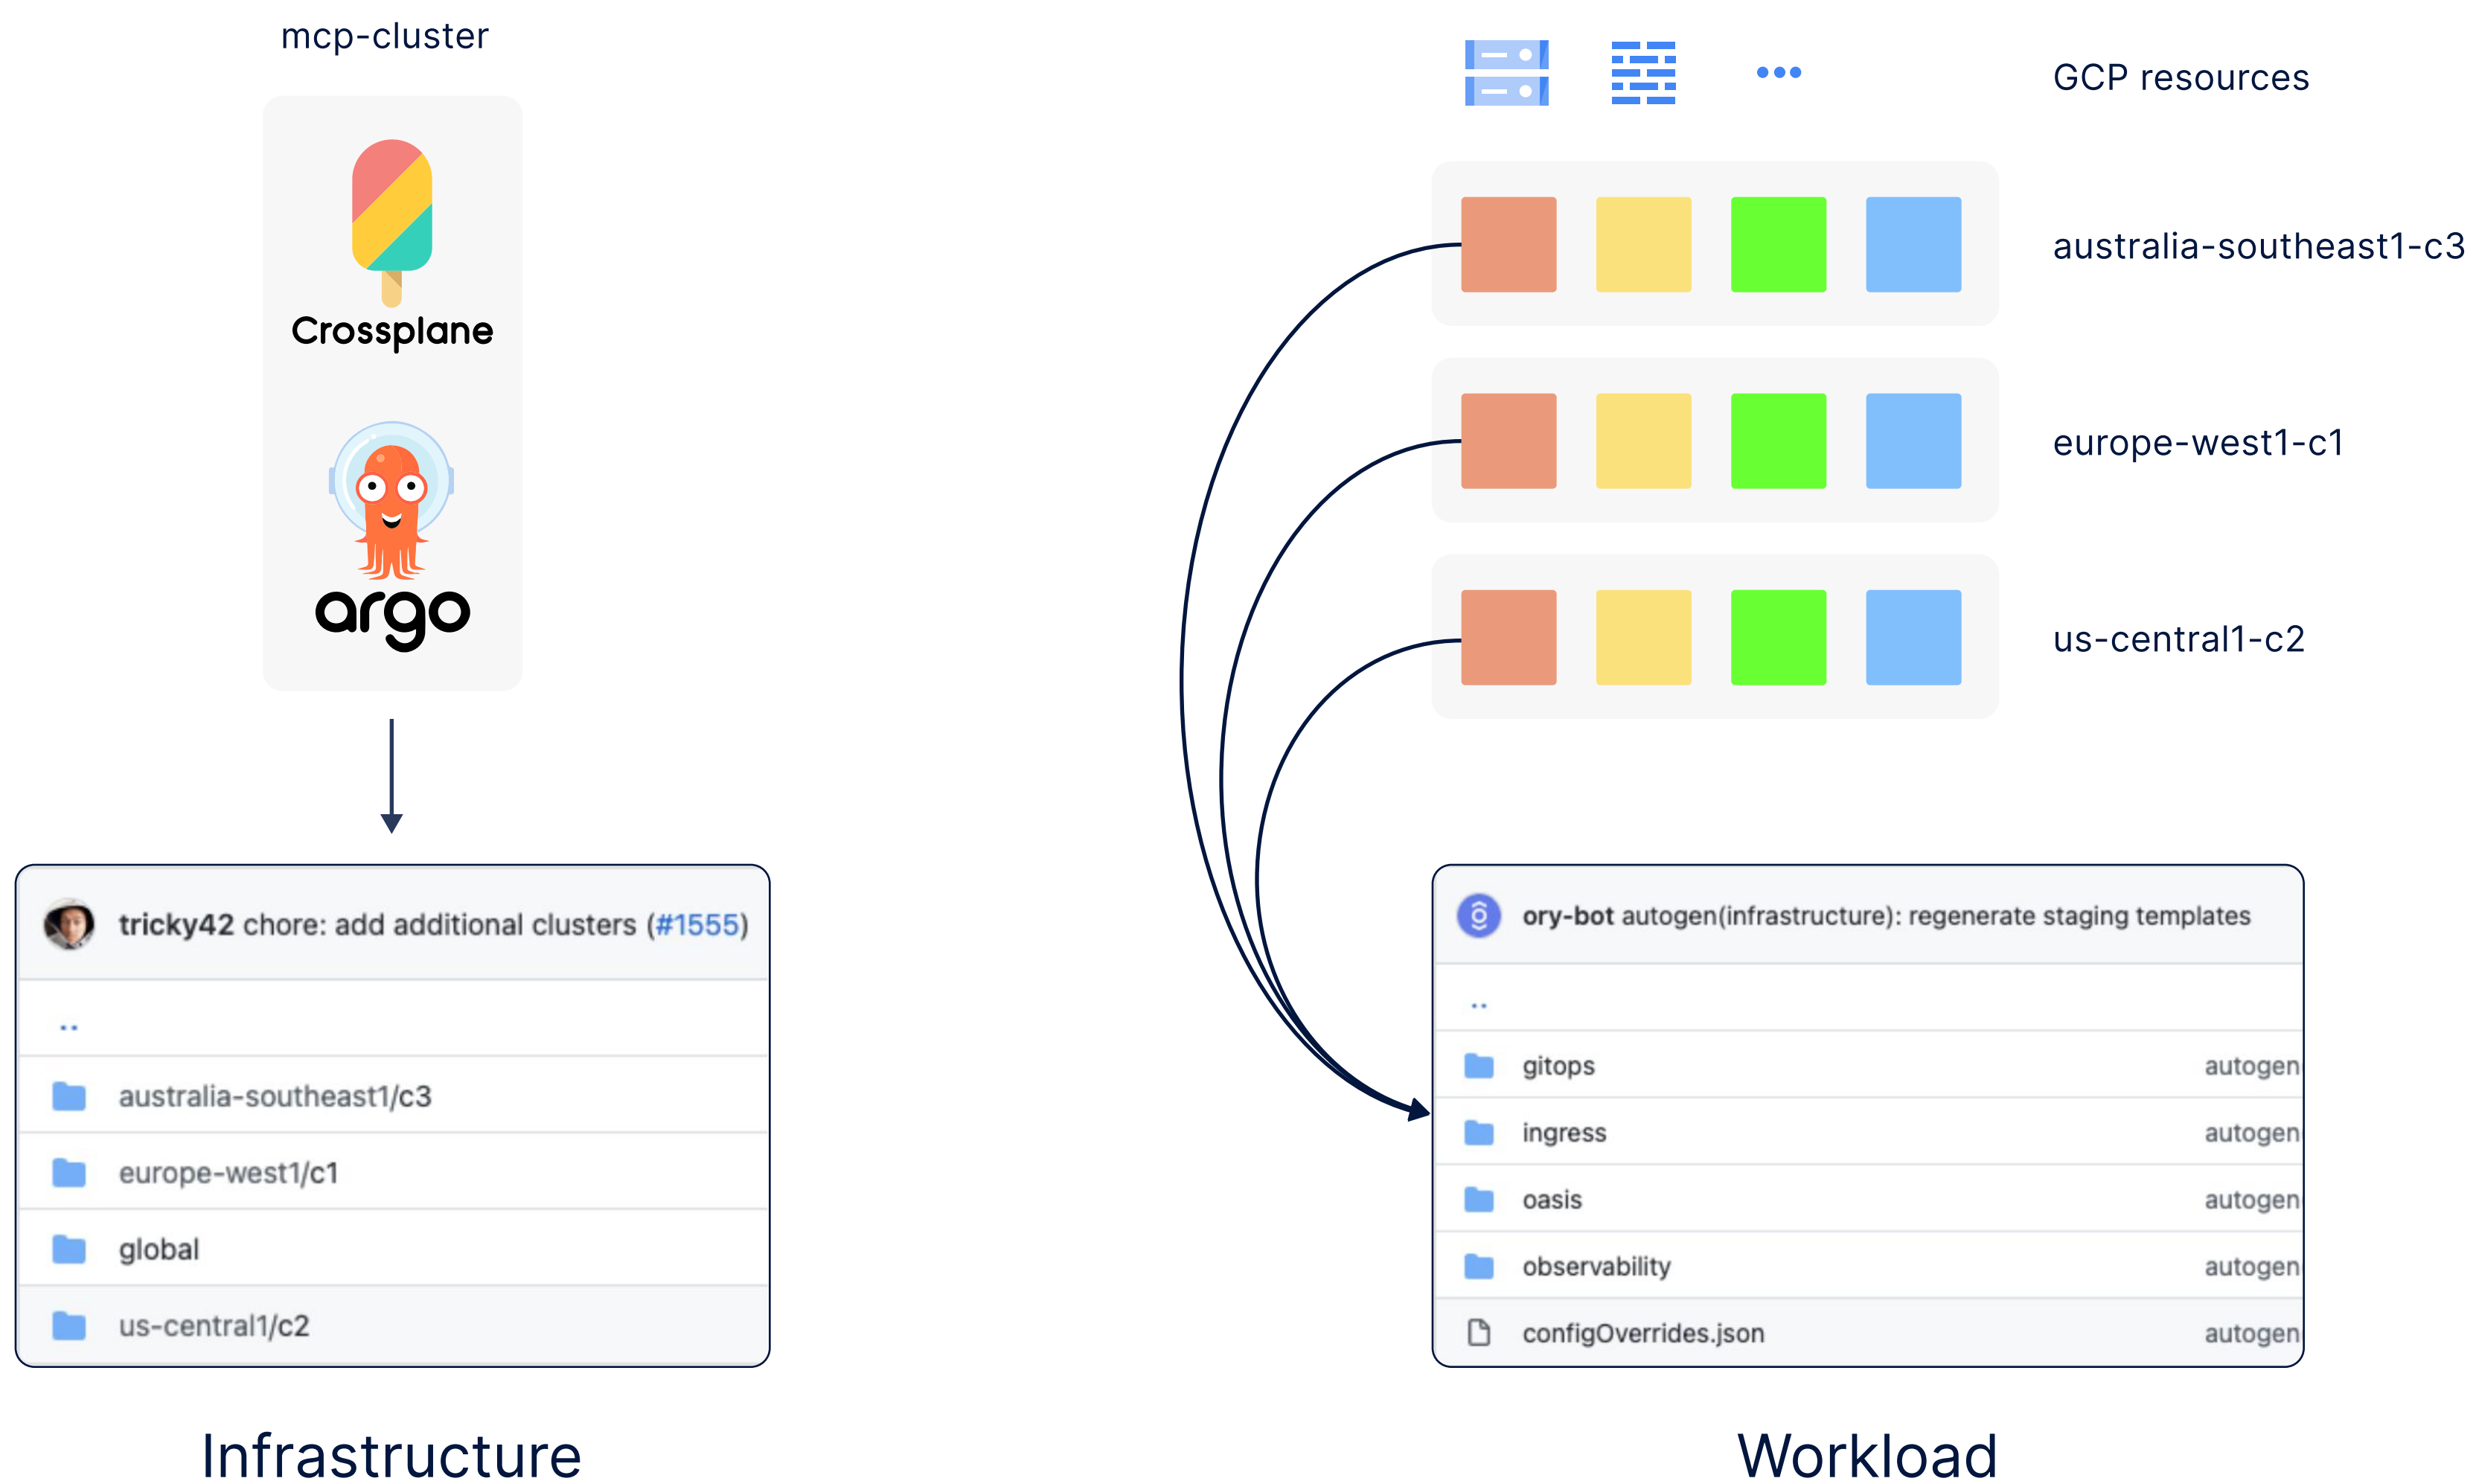 mcp-cluster
Crossplane
argo
GCP resources
australia-southeast1-c3
europe-west1-c1
us-central1-c2
tricky42 chore: add additional clusters (#1555)
..
australia-southeast1/c3
europe-west1/c1
global
us-central1/c2
Infrastructure
ory-bot autogen(infrastructure): regenerate staging templates
..
gitops autogen
ingress autogen
oasis autogen
observability autogen
configOverrides.json autogen
Workload